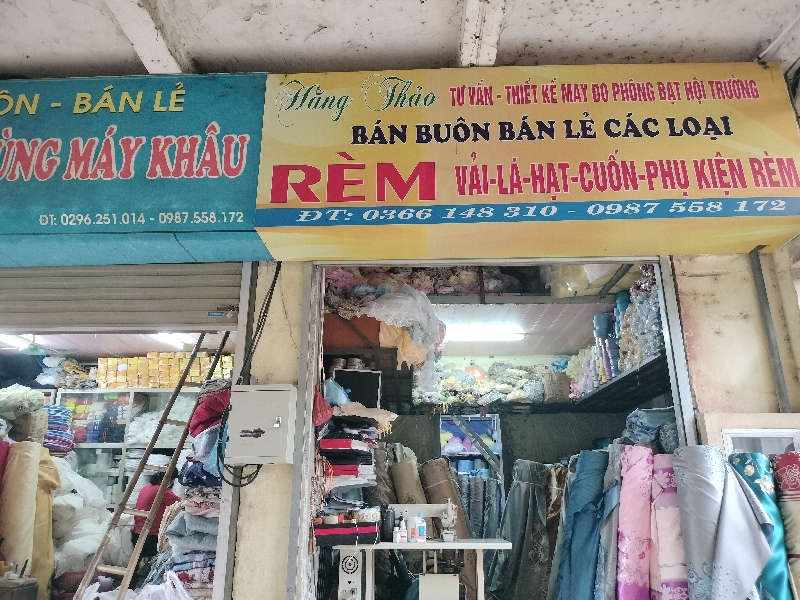 ÔN - BÁN LẺ
ÙNG MÁY KHÂU
ĐT: 0296.251.014 - 0987.558.172
Hằng Thảo
TƯ VẤN - THIẾT KẾ MAY ĐO PHÔNG BẠT HỘI TRƯỜNG
BÁN BUÔN BÁN LẺ CÁC LOẠI
RÈM VẢI-LÁ-HẠT-CUỐN-PHỤ KIỆN RÈM
ĐT: 0366 148 310 - 0987 558 172